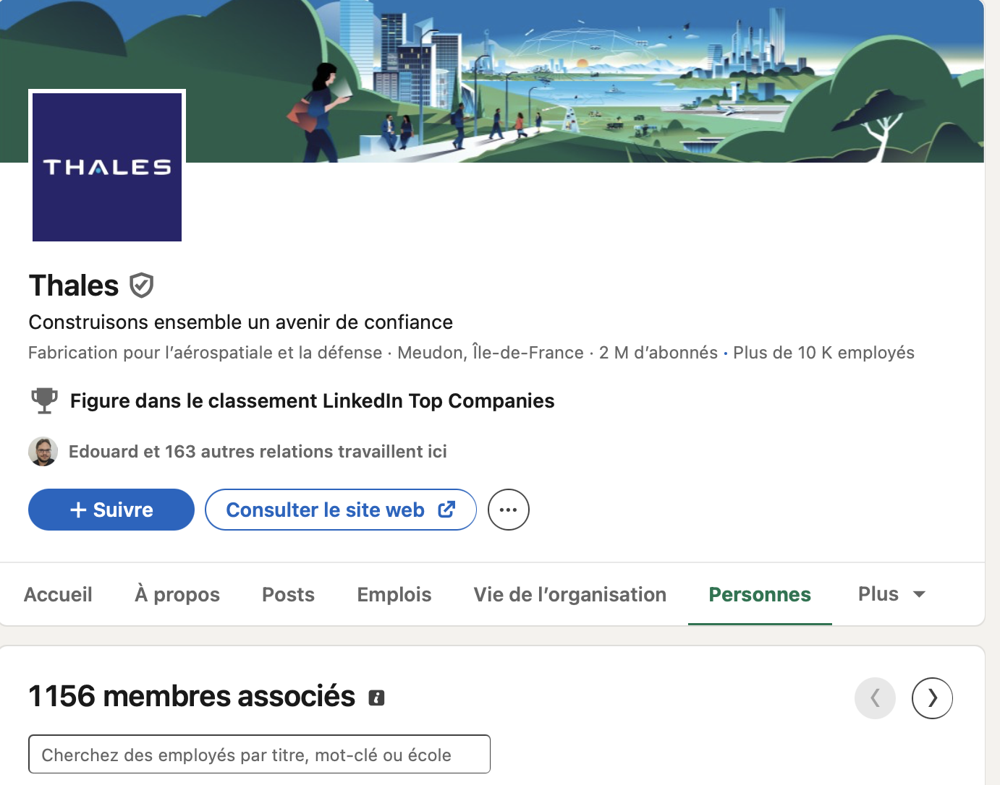 THALES
Thales
Construisons ensemble un avenir de confiance
Fabrication pour l’aérospatiale et la défense · Meudon, Île-de-France · 2 M d’abonnés · Plus de 10 K employés
Figure dans le classement LinkedIn Top Companies
Edouard et 163 autres relations travaillent ici
+ Suivre Consulter le site web ...
Accueil À propos Posts Emplois Vie de l’organisation Personnes Plus
1156 membres associés i
Cherchez des employés par titre, mot-clé ou école